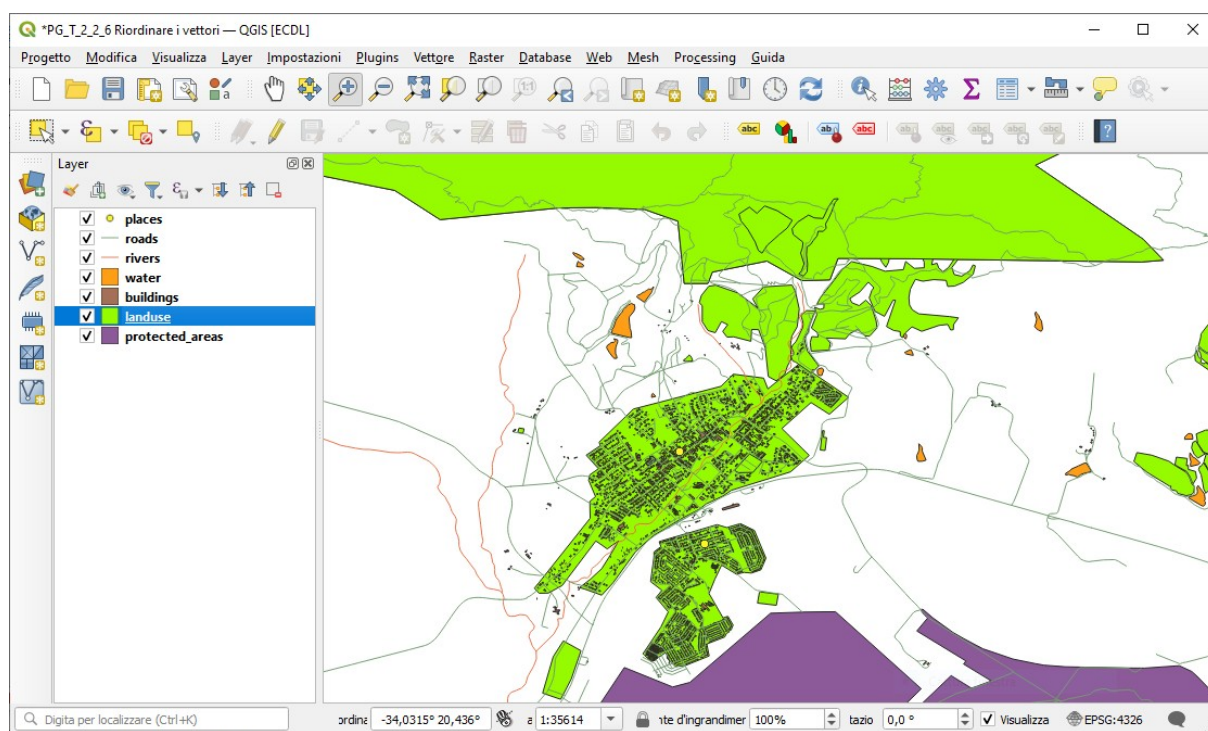 *PG_T_2_2_6 Riordinare i vettori — QGIS [ECDL]
Progetto Modifica Visualizza Layer Impostazioni Plugins Vettore Raster Database Web Mesh Processing Guida
Layer
places
roads
rivers
water
buildings
landuse
protected_areas
Digita per localizzare (Ctrl+K) ordina -34,0315° 20,436° a 1:35614 nte d'ingrandimer 100% tazio 0,0 ° Visualizza EPSG:4326